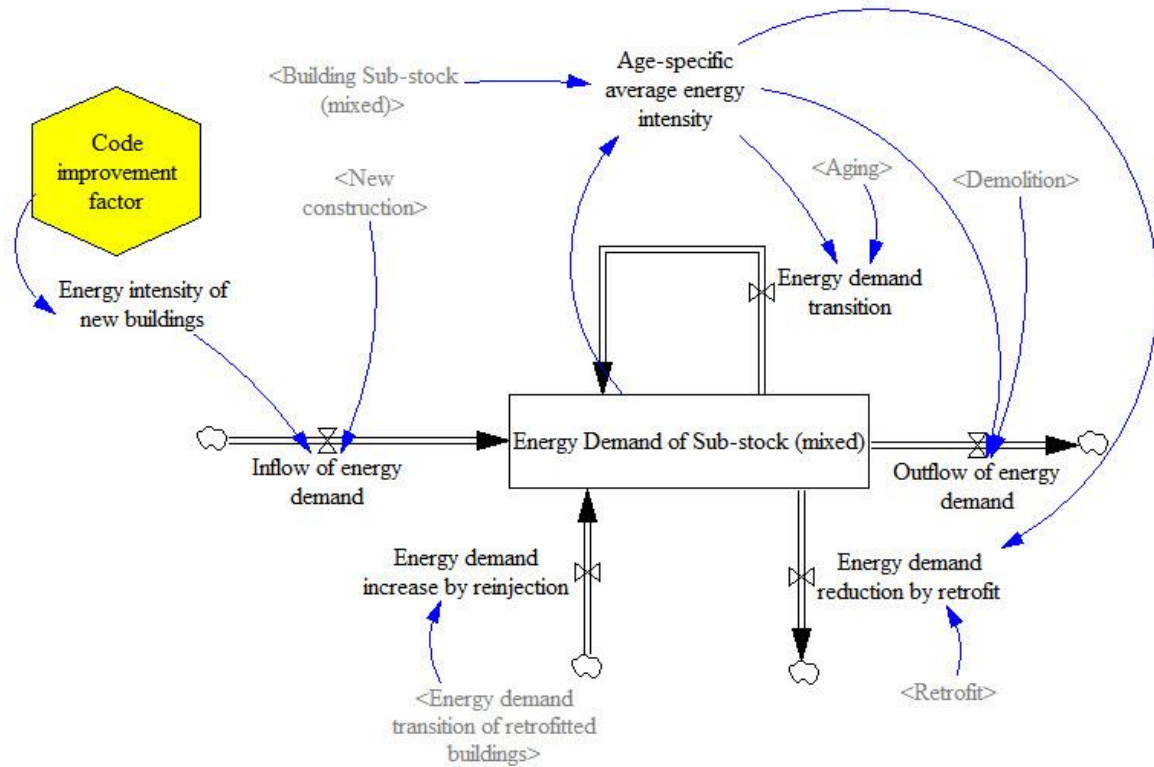 <Building Sub-stock
(mixed)>
Age-specific
average energy
intensity
Code
improvement
factor
<New
construction>
<Aging>
<Demolition>
Energy intensity of
new buildings
Energy demand
transition
Energy Demand of Sub-stock (mixed)
Inflow of energy
demand
Outflow of energy
demand
Energy demand
increase by reinjection
Energy demand
reduction by retrofit
<Energy demand
transition of retrofitted
buildings>
<Retrofit>